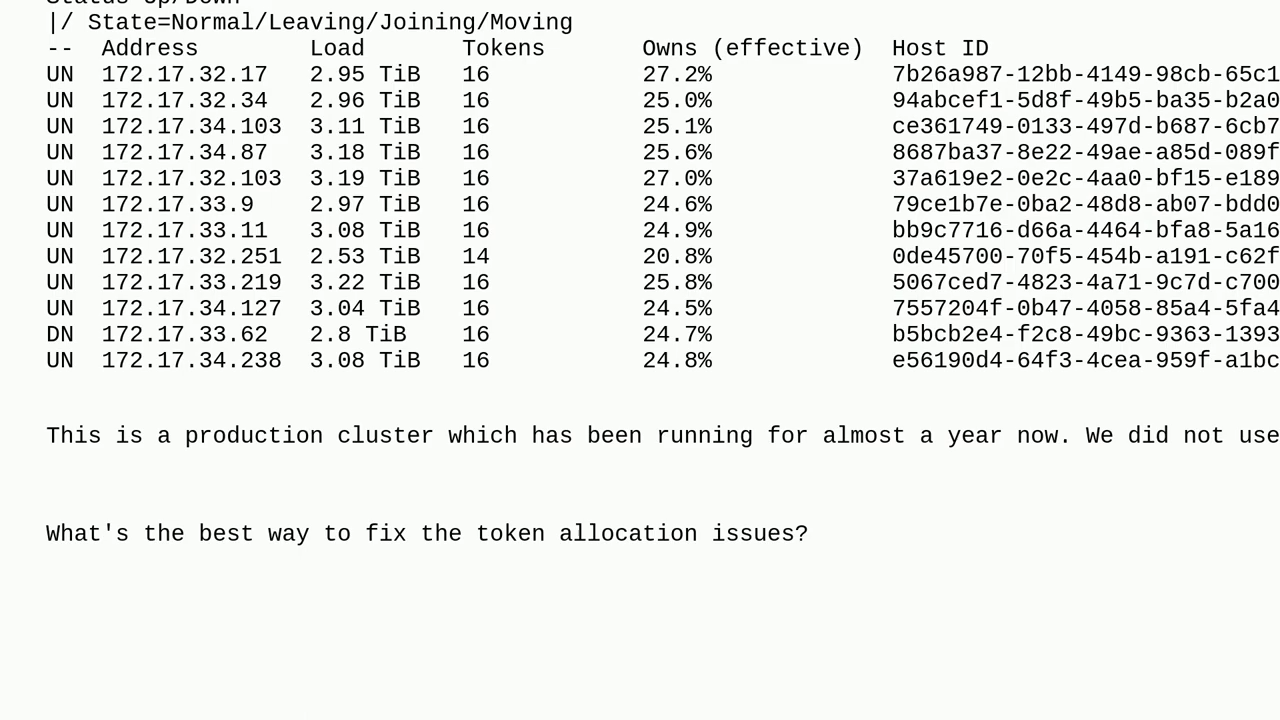 Status=Up/Down
|/ State=Normal/Leaving/Joining/Moving
--  Address        Load       Tokens       Owns (effective)  Host ID
UN  172.17.32.17   2.95 TiB   16           27.2%             7b26a987-12bb-4149-98cb-65c1
UN  172.17.32.34   2.96 TiB   16           25.0%             94abcef1-5d8f-49b5-ba35-b2a0
UN  172.17.34.103  3.11 TiB   16           25.1%             ce361749-0133-497d-b687-6cb7
UN  172.17.34.87   3.18 TiB   16           25.6%             8687ba37-8e22-49ae-a85d-089f
UN  172.17.32.103  3.19 TiB   16           27.0%             37a619e2-0e2c-4aa0-bf15-e189
UN  172.17.33.9    2.97 TiB   16           24.6%             79ce1b7e-0ba2-48d8-ab07-bdd0
UN  172.17.33.11   3.08 TiB   16           24.9%             bb9c7716-d66a-4464-bfa8-5a16
UN  172.17.32.251  2.53 TiB   14           20.8%             0de45700-70f5-454b-a191-c62f
UN  172.17.33.219  3.22 TiB   16           25.8%             5067ced7-4823-4a71-9c7d-c700
UN  172.17.34.127  3.04 TiB   16           24.5%             7557204f-0b47-4058-85a4-5fa4
DN  172.17.33.62   2.8 TiB    16           24.7%             b5bcb2e4-f2c8-49bc-9363-1393
UN  172.17.34.238  3.08 TiB   16           24.8%             e56190d4-64f3-4cea-959f-a1bc
This is a production cluster which has been running for almost a year now. We did not use
What's the best way to fix the token allocation issues?